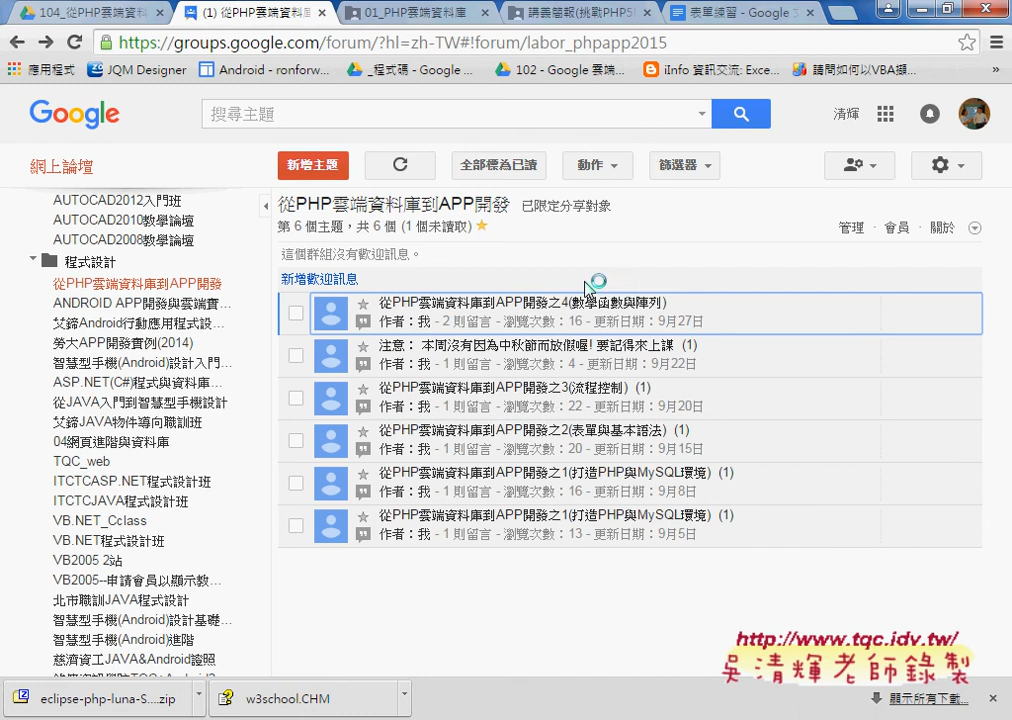 104_從PHP雲端資料
(1) 從PHP雲端資料庫
01_PHP雲端資料庫
講義簡報(挑戰PHP5
表單練習 - Google 文
https://groups.google.com/forum/?hl=zh-TW#!forum/labor_phpapp2015
應用程式
JQM Designer
Android - ronforw...
_程式碼 - Google ...
102 - Google 雲端...
iInfo 資訊交流: Exce...
請問如何以VBA擷...
»
Google
搜尋主題
清輝
網上論壇
新增主題
全部標為已讀
動作
篩選器
AUTOCAD2012入門班
AUTOCAD2010教學論壇
AUTOCAD2008教學論壇
程式設計
從PHP雲端資料庫到APP開發
ANDROID APP開發與雲端實...
艾鍗Android行動應用程式設...
勞大APP開發實例(2014)
智慧型手機(Android)設計入門...
ASP.NET(C#)程式與資料庫...
從JAVA入門到智慧型手機設計
艾鍗JAVA物件導向職訓班
04網頁進階與資料庫
TQC_web
ITCTCASP.NET程式設計班
ITCTCJAVA程式設計班
VB.NET_Cclass
VB.NET程式設計班
VB2005 2站
VB2005--申請會員以顯示教...
北市職訓JAVA程式設計
智慧型手機(Android)設計基礎...
智慧型手機(Android)進階
慈濟資工JAVA&Android證照
從PHP雲端資料庫到APP開發 已限定分享對象
第 6 個主題，共 6 個 (1 個未讀取)
管理 · 會員 · 關於
這個群組沒有歡迎訊息。
新增歡迎訊息
從PHP雲端資料庫到APP開發之4(數學函數與陣列)
作者：我 - 2 則留言 - 瀏覽次數：16 - 更新日期：9月27日
注意： 本周沒有因為中秋節而放假喔! 要記得來上課 (1)
作者：我 - 1 則留言 - 瀏覽次數：4 - 更新日期：9月22日
從PHP雲端資料庫到APP開發之3(流程控制) (1)
作者：我 - 1 則留言 - 瀏覽次數：22 - 更新日期：9月20日
從PHP雲端資料庫到APP開發之2(表單與基本語法) (1)
作者：我 - 1 則留言 - 瀏覽次數：20 - 更新日期：9月15日
從PHP雲端資料庫到APP開發之1(打造PHP與MySQL環境) (1)
作者：我 - 1 則留言 - 瀏覽次數：16 - 更新日期：9月8日
從PHP雲端資料庫到APP開發之1(打造PHP與MySQL環境) (1)
作者：我 - 1 則留言 - 瀏覽次數：13 - 更新日期：9月5日
http://www.tqc.idv.tw/
吳清輝老師錄製
eclipse-php-luna-S....zip
w3school.CHM
顯示所有下載...